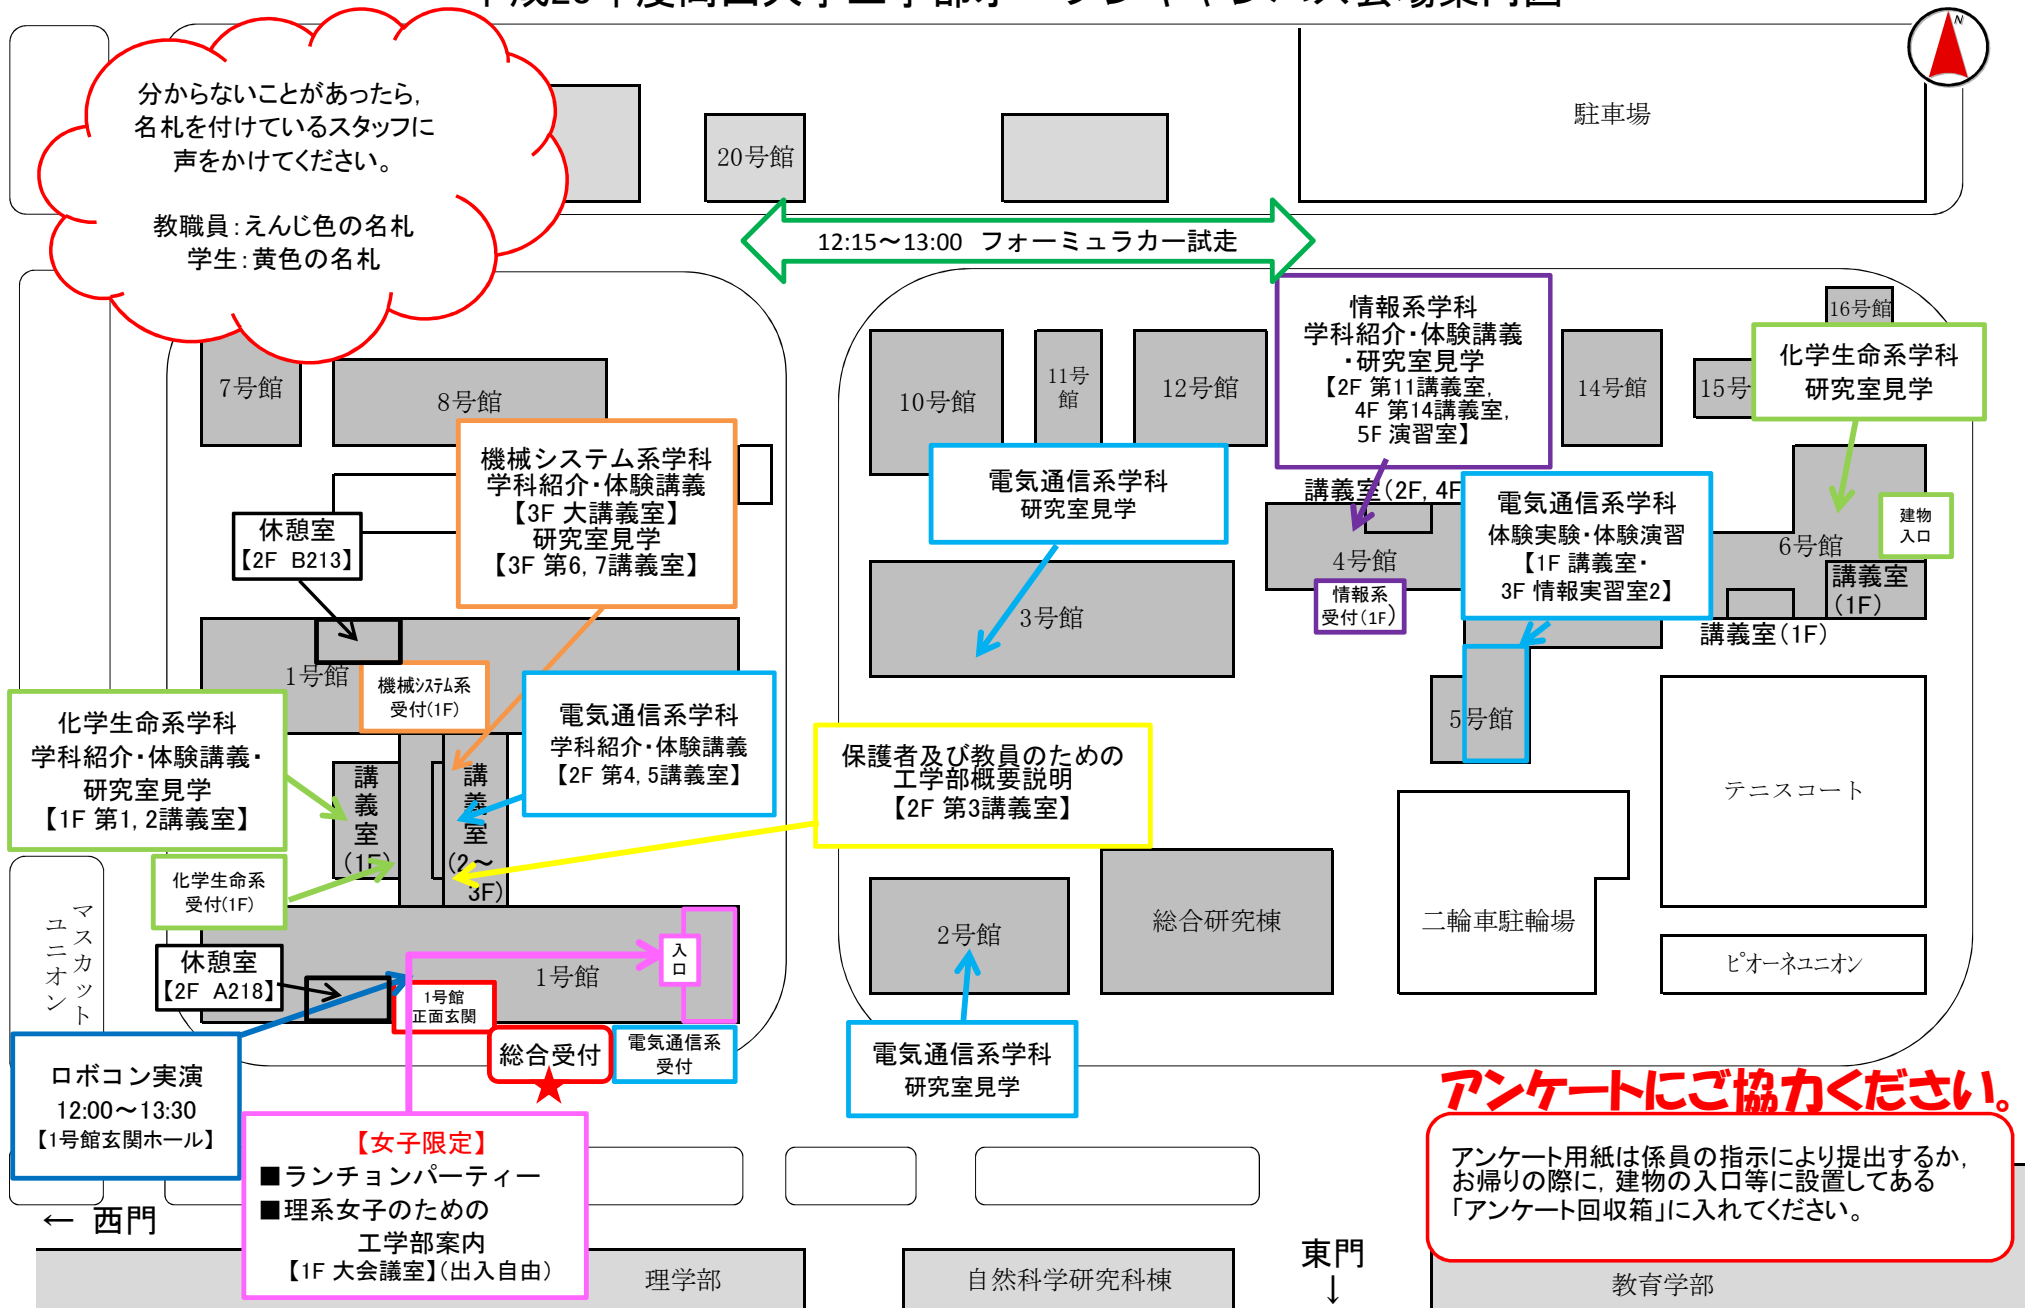 分からないことがあったら,
名札を付けているスタッフに
声をかけてください。
教職員:えんじ色の名札
学生:黄色の名札
N
駐車場
20号館
12:15～13:00 フォーミュラカー試走
7号館
8号館
10号館
11号
館
12号館
情報系学科
学科紹介・体験講義
・研究室見学
【2F 第11講義室,
4F 第14講義室,
5F 演習室】
14号館
15号
16号館
化学生命系学科
研究室見学
機械システム系学科
学科紹介・体験講義
【3F 大講義室】
研究室見学
【3F 第6, 7講義室】
休憩室
【2F B213】
電気通信系学科
研究室見学
講義室(2F, 4F
4号館
情報系
受付(1F)
電気通信系学科
体験実験・体験演習
【1F 講義室・
3F 情報実習室2】
建物
入口
6号館
講義室
(1F)
講義室(1F)
3号館
5号館
1号館
機械システム系
受付(1F)
化学生命系学科
学科紹介・体験講義・
研究室見学
【1F 第1, 2講義室】
電気通信系学科
学科紹介・体験講義
【2F 第4, 5講義室】
保護者及び教員のための
工学部概要説明
【2F 第3講義室】
講義室
(1F)
講義室
(2～
3F)
テニスコート
化学生命系
受付(1F)
マスカット
ユニオン
休憩室
【2F A218】
1号館
入口
1号館
正面玄関
総合受付
電気通信系
受付
2号館
総合研究棟
二輪車駐輪場
ピオーネユニオン
電気通信系学科
研究室見学
ロボコン実演
12:00～13:30
【1号館玄関ホール】
【女子限定】
■ランチョンパーティー
■理系女子のための
工学部案内
【1F 大会議室】(出入自由)
アンケートにご協力ください。
アンケート用紙は係員の指示により提出するか,
お帰りの際に, 建物の入口等に設置してある
「アンケート回収箱」に入れてください。
← 西門
理学部
自然科学研究科棟
東門
↓
教育学部